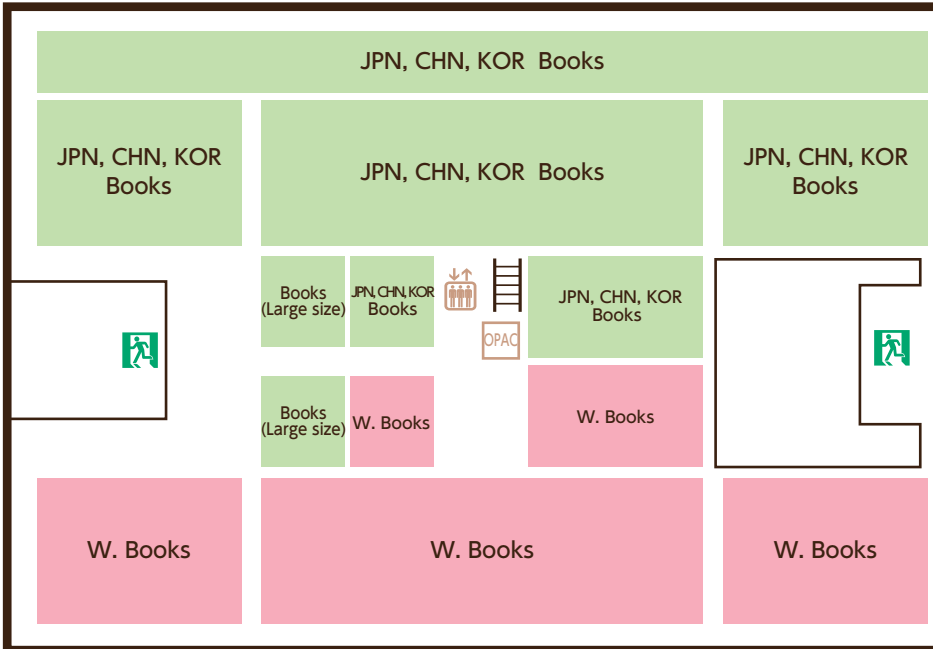 JPN, CHN, KOR Books
JPN, CHN, KOR
Books
JPN, CHN, KOR Books
JPN, CHN, KOR
Books
Books
(Large size)
JPN, CHN, KOR
Books
JPN, CHN, KOR
Books
OPAC
Books
(Large size)
W. Books
W. Books
W. Books
W. Books
W. Books